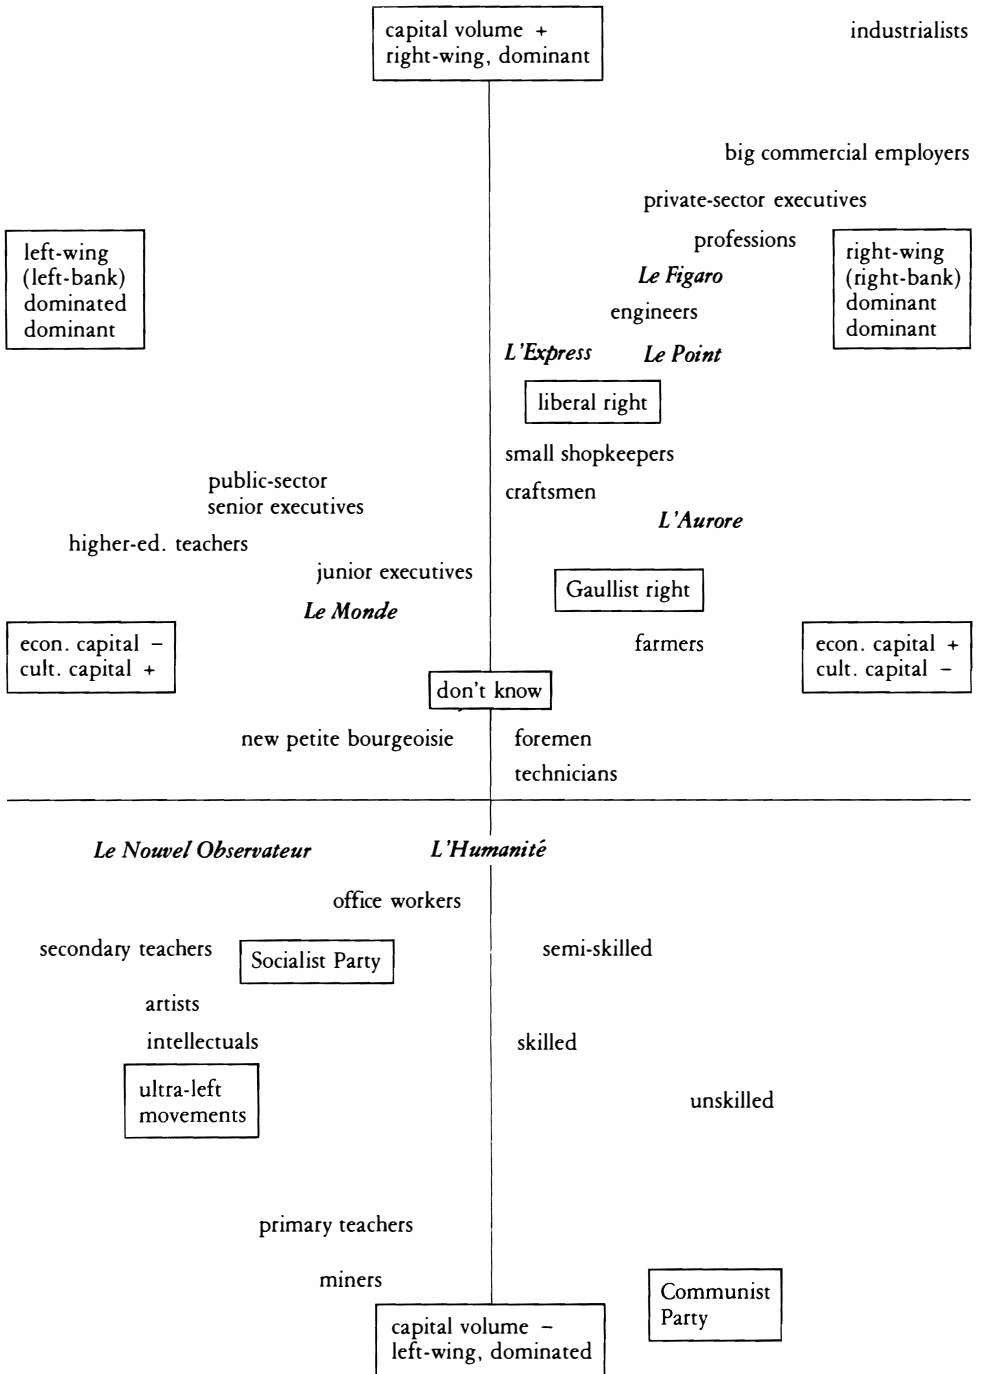 capital volume +
right-wing, dominant
industrialists
big commercial employers
private-sector executives
professions
left-wing
(left-bank)
dominated
dominant
right-wing
(right-bank)
dominant
dominant
Le Figaro
engineers
L'Express
Le Point
liberal right
small shopkeepers
public-sector
senior executives
craftsmen
L'Aurore
higher-ed. teachers
junior executives
Gaullist right
Le Monde
econ. capital −
cult. capital +
farmers
econ. capital +
cult. capital −
don't know
new petite bourgeoisie
foremen
technicians
Le Nouvel Observateur
L'Humanité
office workers
secondary teachers
Socialist Party
semi-skilled
artists
intellectuals
skilled
ultra-left
movements
unskilled
primary teachers
miners
Communist
Party
capital volume −
left-wing, dominated